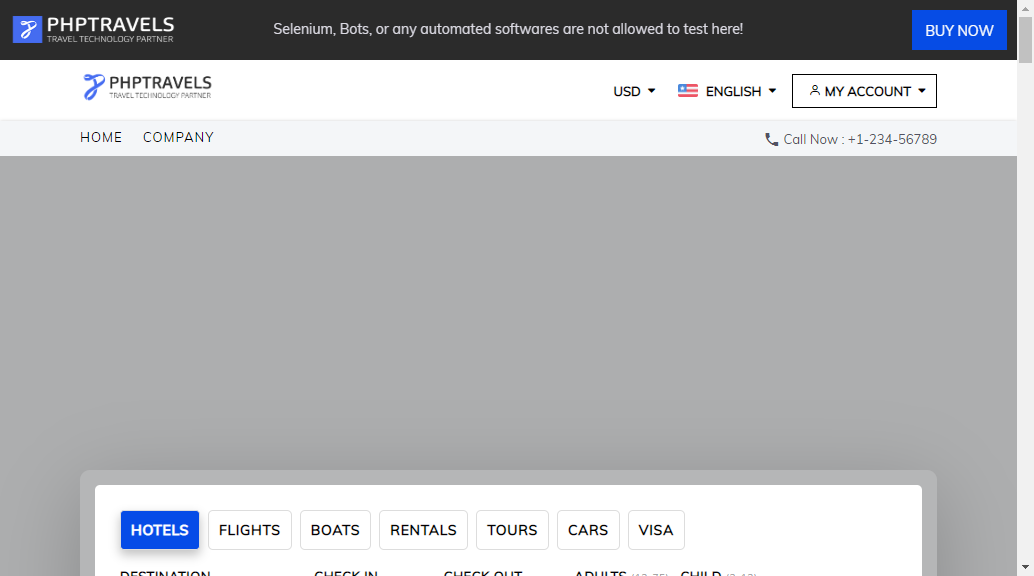 PHPTRAVELS
TRAVEL TECHNOLOGY PARTNER
Selenium, Bots, or any automated softwares are not allowed to test here!
BUY NOW
PHPTRAVELS
TRAVEL TECHNOLOGY PARTNER
USD
ENGLISH
MY ACCOUNT
HOME COMPANY
Call Now : +1-234-56789
HOTELS FLIGHTS BOATS RENTALS TOURS CARS VISA
DESTINATION CHECK IN CHECK OUT ADULTS CHILD